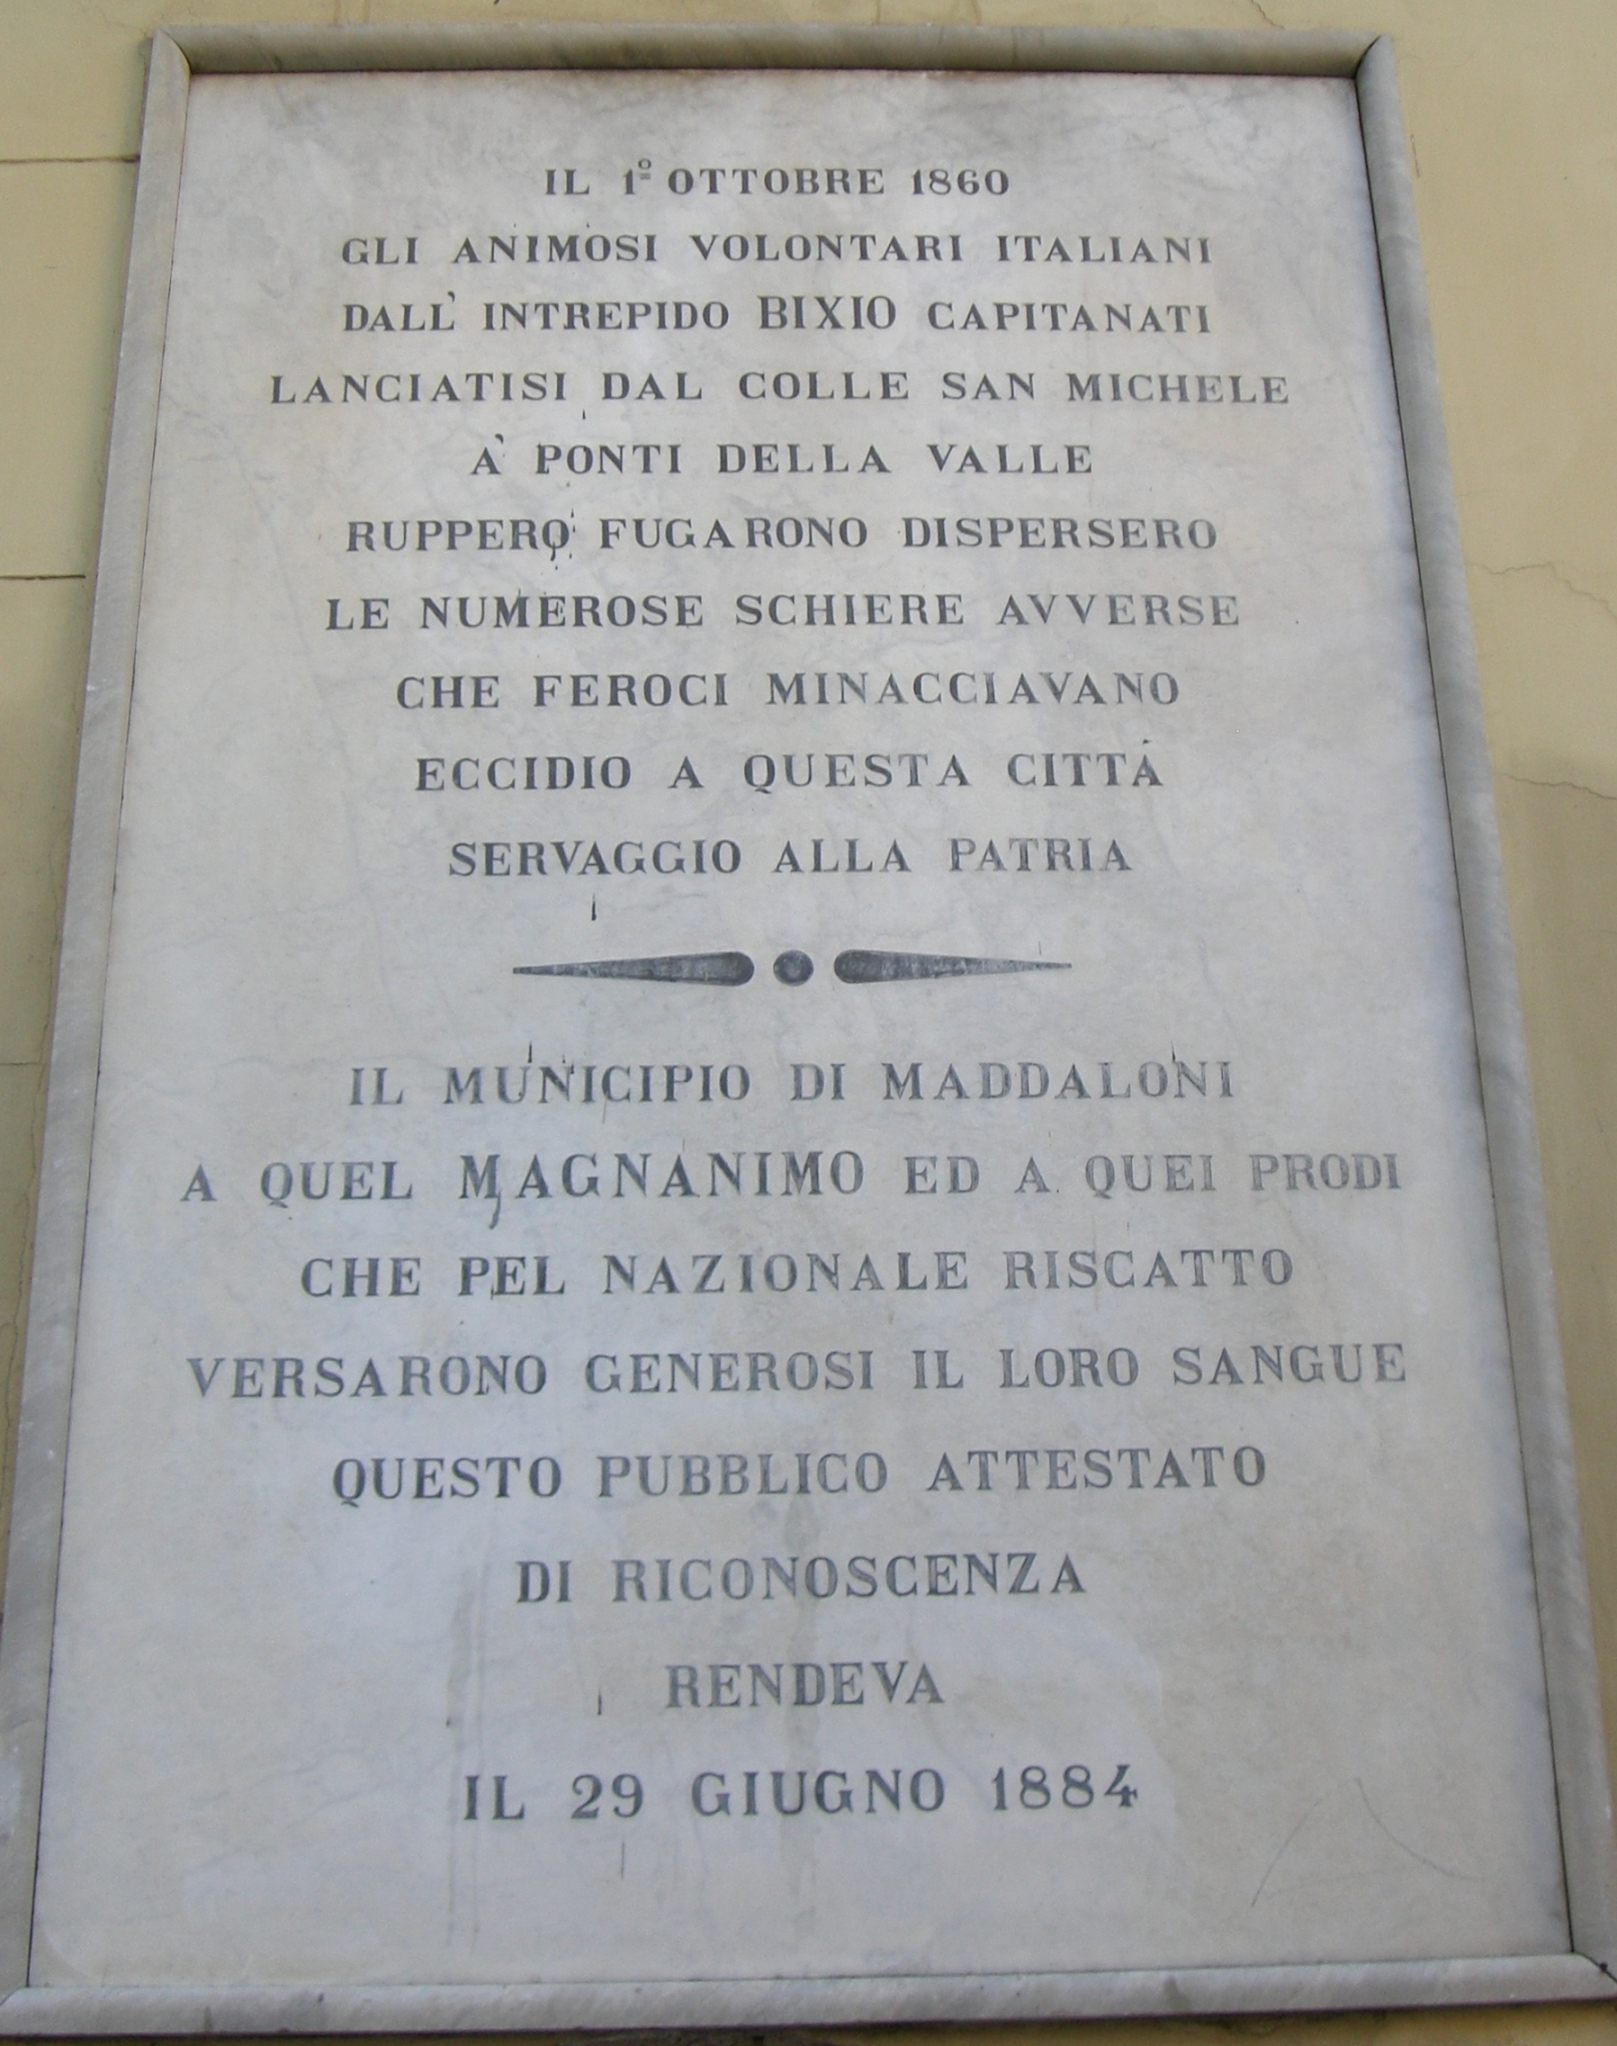 IL 1º OTTOBRE 1860
GLI ANIMOSI VOLONTARI ITALIANI
DALL' INTREPIDO BIXIO CAPITANATI
LANCIATISI DAL COLLE SAN MICHELE
A' PONTI DELLA VALLE
RUPPERO FUGARONO DISPERSERO
LE NUMEROSE SCHIERE AVVERSE
CHE FEROCI MINACCIAVANO
ECCIDIO A QUESTA CITTÀ
SERVAGGIO ALLA PATRIA
IL MUNICIPIO DI MADDALONI
A QUEL MAGNANIMO ED A QUEI PRODI
CHE PEL NAZIONALE RISCATTO
VERSARONO GENEROSI IL LORO SANGUE
QUESTO PUBBLICO ATTESTATO
DI RICONOSCENZA
RENDEVA
IL 29 GIUGNO 1884